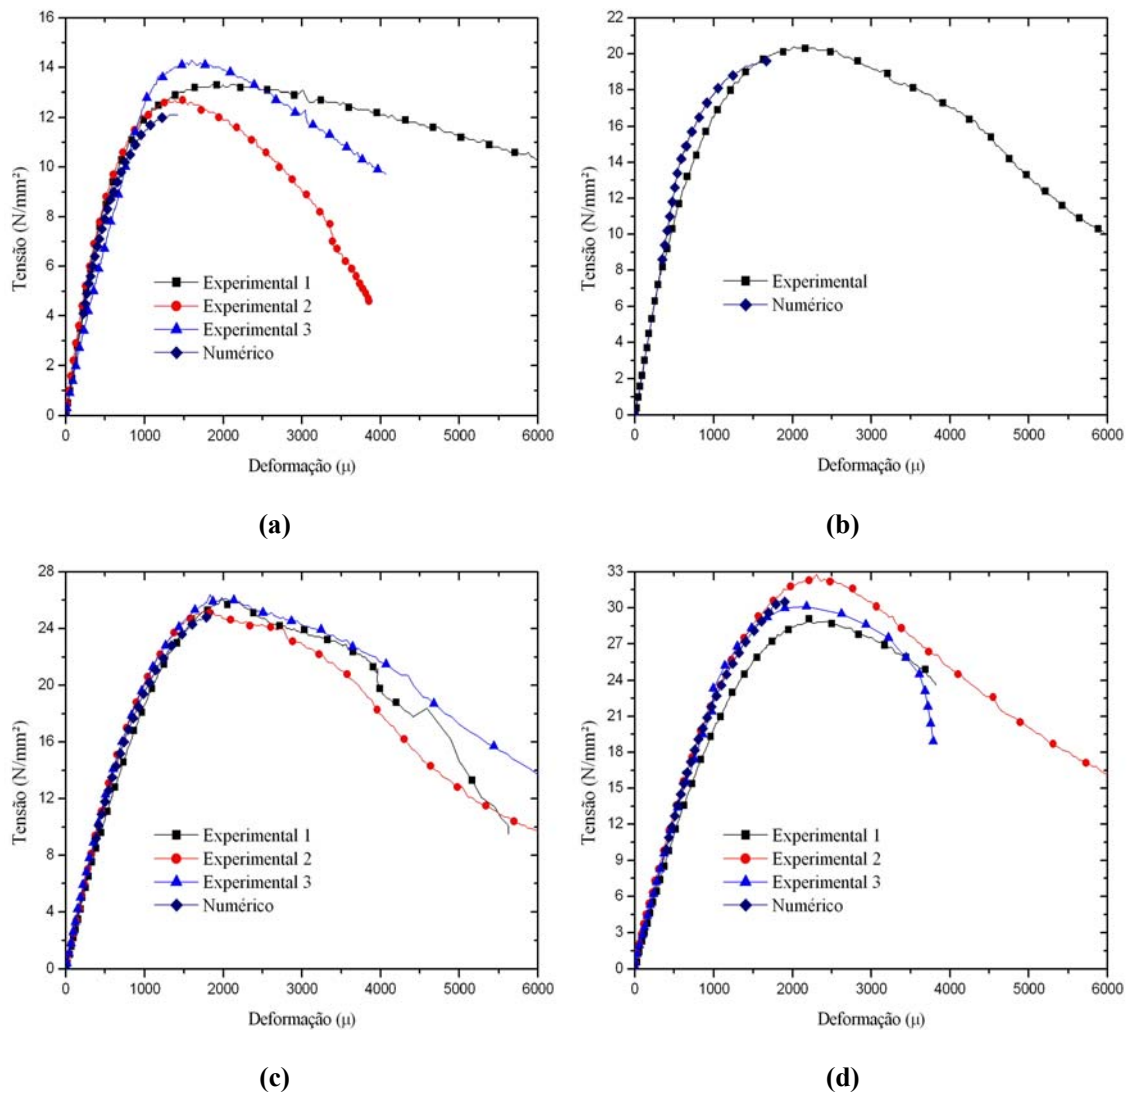 16
14
12
10
8
6
4
2
0
Tensão (N/mm²)
Experimental 1
Experimental 2
Experimental 3
Numérico
0 1000 2000 3000 4000 5000 6000
Deformação (μ)
(a)
22
20
18
16
14
12
10
8
6
4
2
0
Tensão (N/mm²)
Experimental
Numérico
0 1000 2000 3000 4000 5000 6000
Deformação (μ)
(b)
28
24
20
16
12
8
4
0
Tensão (N/mm²)
Experimental 1
Experimental 2
Experimental 3
Numérico
0 1000 2000 3000 4000 5000 6000
Deformação (μ)
(c)
33
30
27
24
21
18
15
12
9
6
3
0
Tensão (N/mm²)
Experimental 1
Experimental 2
Experimental 3
Numérico
0 1000 2000 3000 4000 5000 6000
Deformação (μ)
(d)